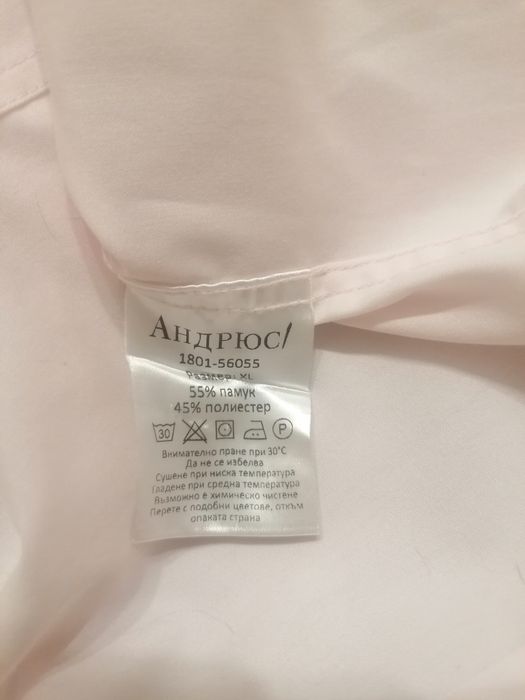 АНДРЮС/
1801-56055
Размер: XL
55% памук
45% полиестер
30 P
Внимателно пране при 30°C
Да не се избелва
Сушене при ниска температура
Гладене при средна температура
Възможно е химическо чистене
Перете с подобни цветове, откъм
опаката страна